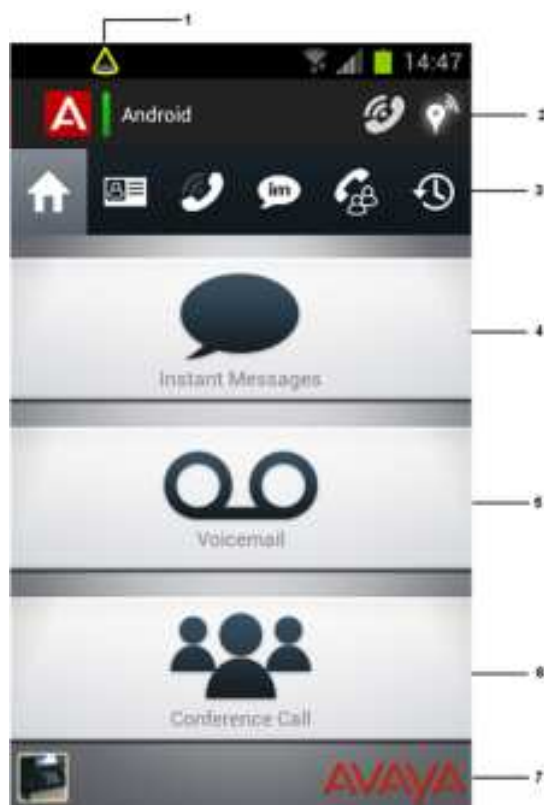 1
14:47
2
A Android
im
3
Instant Messages
4
Voicemail
5
Conference Call
6
AVAYA
7